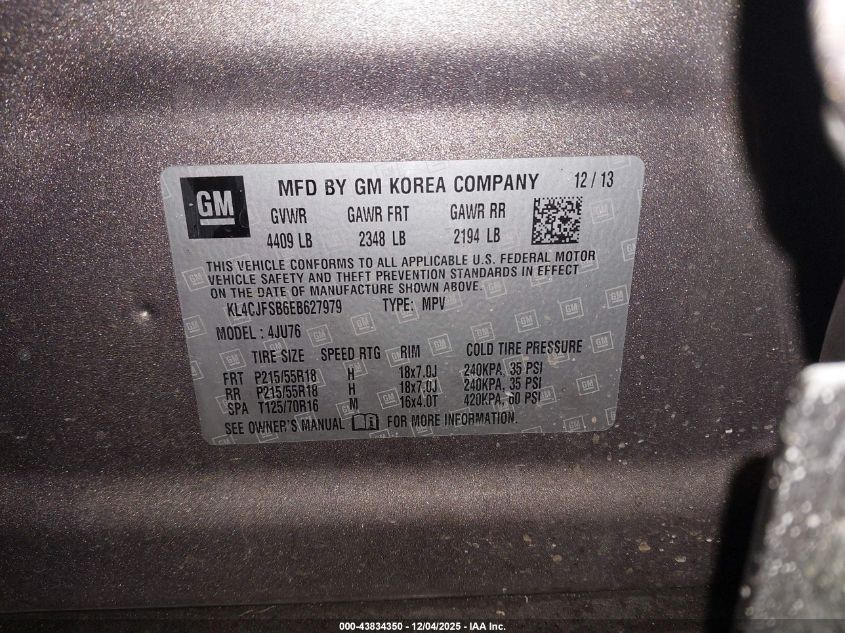 GM
MFD BY GM KOREA COMPANY 12 / 13
GVWR GAWR FRT GAWR RR
4409 LB 2348 LB 2194 LB
THIS VEHICLE CONFORMS TO ALL APPLICABLE U.S. FEDERAL MOTOR
VEHICLE SAFETY AND THEFT PREVENTION STANDARDS IN EFFECT
ON THE DATE OF MANUFACTURE SHOWN ABOVE.
KL4CJFSB6EB627979 TYPE: MPV
MODEL : 4JU76
TIRE SIZE SPEED RTG RIM COLD TIRE PRESSURE
FRT P215/55R18 H 18x7.0J 240KPA, 35 PSI
RR P215/55R18 H 18x7.0J 240KPA, 35 PSI
SPA T125/70R16 M 16x4.0T 420KPA, 60 PSI
SEE OWNER'S MANUAL FOR MORE INFORMATION.
000-43834350 - 12/04/2025 - IAA Inc.